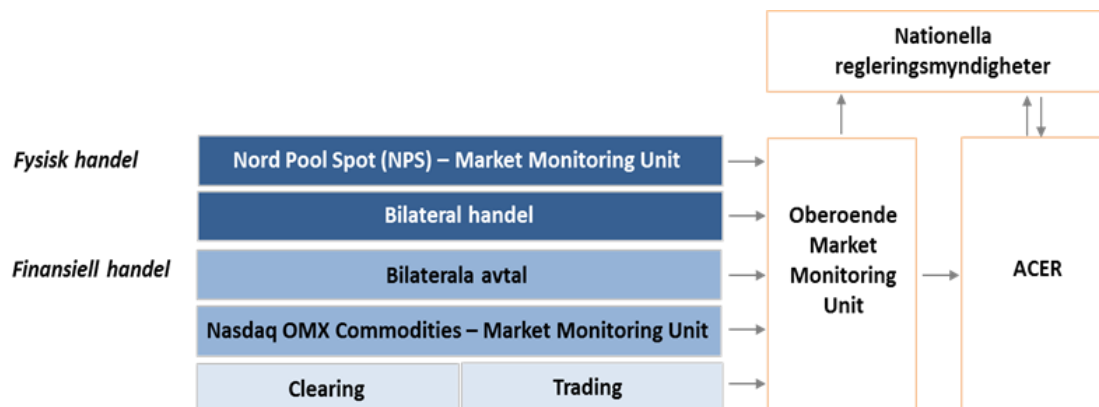 Nationella
regleringsmyndigheter
Fysisk handel
Nord Pool Spot (NPS) – Market Monitoring Unit
Bilateral handel
Finansiell handel
Bilaterala avtal
Nasdaq OMX Commodities – Market Monitoring Unit
Clearing
Trading
Oberoende
Market
Monitoring
Unit
ACER